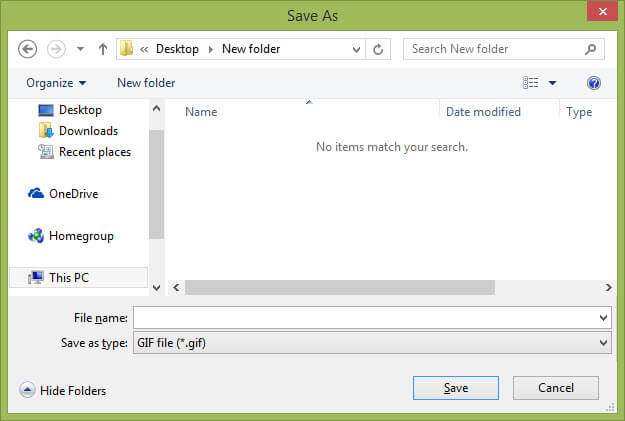 Save As
« Desktop New folder
Search New folder
Organize New folder
Name Date modified Type
No items match your search.
Desktop
Downloads
Recent places
OneDrive
Homegroup
This PC
File name:
Save as type: GIF file (*.gif)
Hide Folders Save Cancel